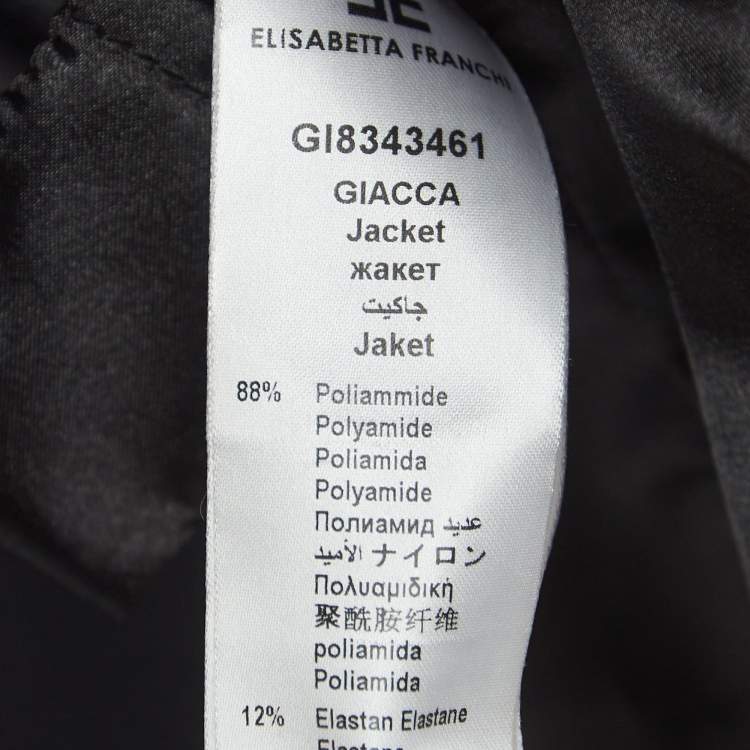 ELISABETTA FRANCHI
GI8343461
GIACCA
Jacket
жакет
جاكيت
Jaket
88% Poliammide
Polyamide
Poliamida
Polyamide
Полиамид عديد
الأميد ナイロン
Πολυαμιδική
聚酰胺纤维
poliamida
Poliamida
12% Elastan Elastane
Elastane